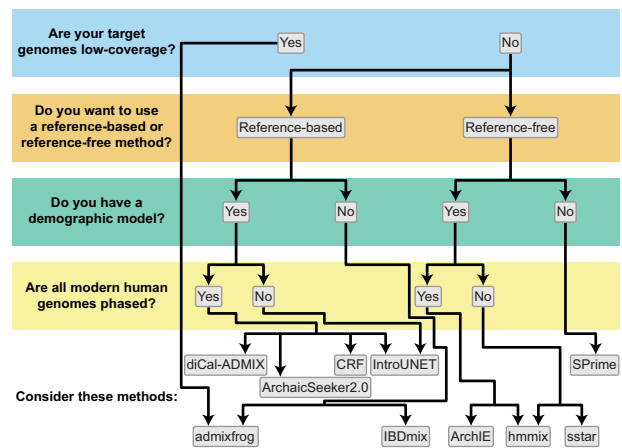 Are your target
genomes low-coverage?
Yes
No
Do you want to use
a reference-based or
reference-free method?
Reference-based
Reference-free
Do you have a
demographic model?
Yes
No
Yes
No
Are all modern human
genomes phased?
Yes
No
Yes
No
diCal-ADMIX
CRF
IntroUNET
SPrime
ArchaicSeeker2.0
Consider these methods:
admixfrog
IBDmix
ArchIE
hmmix
sstar